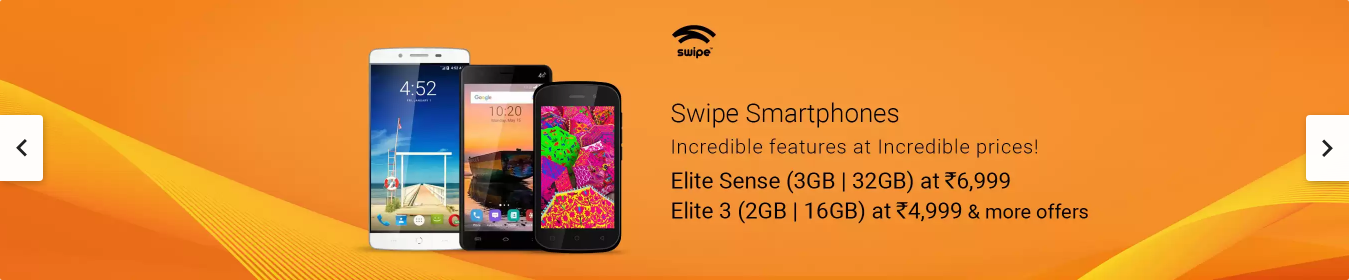 swipe
4:52
4G
Google
10:20
Swipe Smartphones
Incredible features at Incredible prices!
Elite Sense (3GB | 32GB) at ₹6,999
Elite 3 (2GB | 16GB) at ₹4,999 & more offers